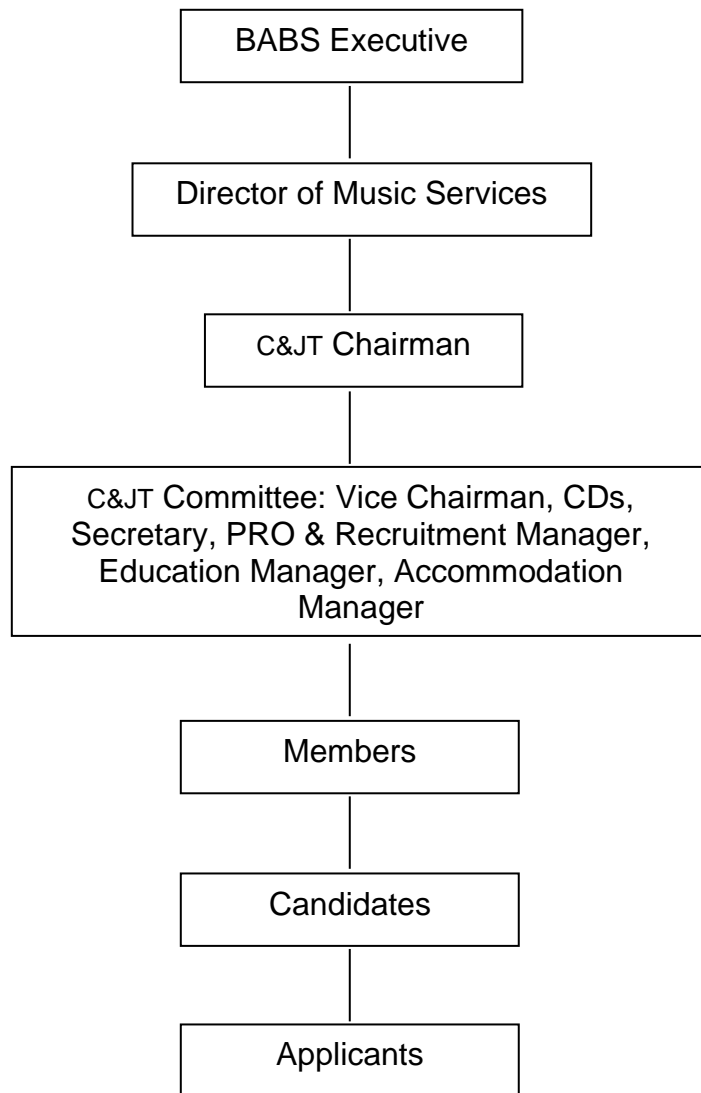 BABS Executive
Director of Music Services
C&JT Chairman
C&JT Committee: Vice Chairman, CDs,
Secretary, PRO & Recruitment Manager,
Education Manager, Accommodation
Manager
Members
Candidates
Applicants